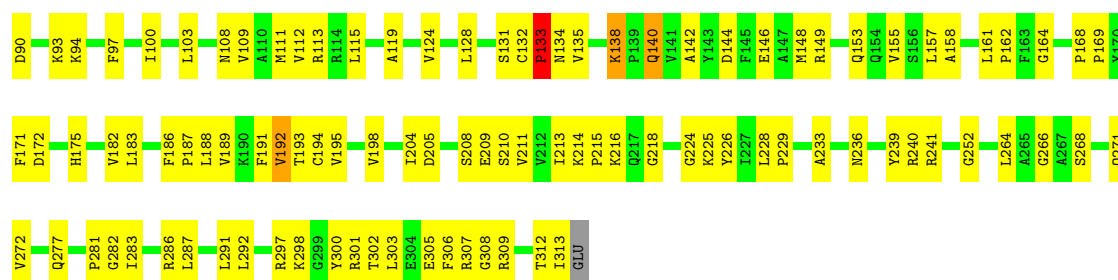 D90 K93 K94 F97 I100 L103 N108 V109 A110 M111 V112 R113 R114 L115 A119 V124 L128 S131 C132 P133 N134 V135 K138 P139 Q140 V141 A142 Y143 D144 F145 E146 A147 M148 R149 Q153 Q154 V155 S156 L157 A158 L161 P162 F163 G164 P168 P169 Y170
F171 D172 H175 V182 L183 F186 P187 L188 V189 K190 F191 V192 T193 C194 V195 V198 I204 D205 S208 E209 S210 V211 V212 I213 K214 P215 K216 Q217 G218 G224 K225 Y226 I227 L228 P229 A233 N236 Y239 R240 R241 G252 L264 A265 G266 A267 S268
V272 Q277 P281 G282 I283 R286 L287 L291 L292 R297 K298 G299 Y300 R301 T302 L303 E304 E305 F306 R307 G308 R309 T312 I313 GLU